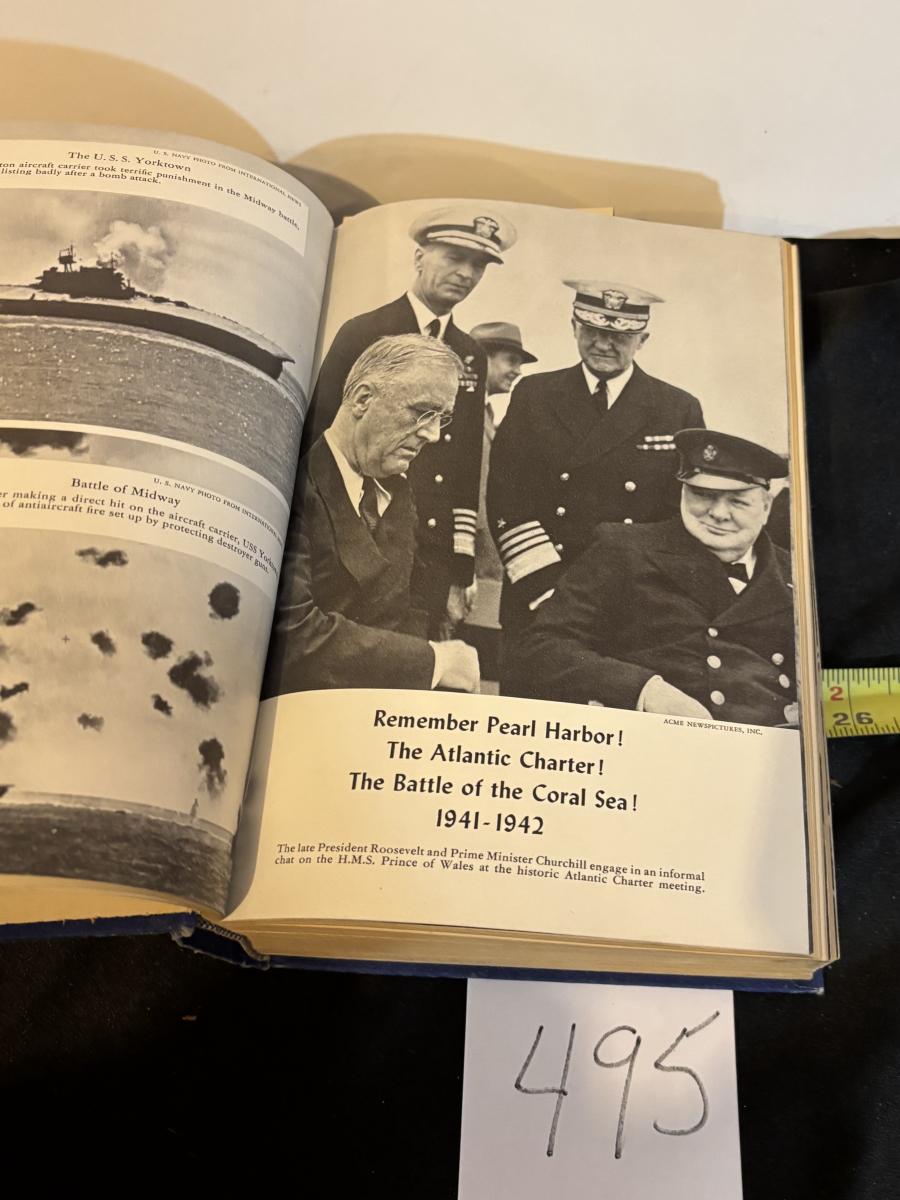 U. S. NAVY PHOTO FROM INTERNATIONAL NEWS
The U. S. S. Yorktown
ton aircraft carrier took terrific punishment in the Midway battle,
listing badly after a bomb attack.
U. S. NAVY PHOTO FROM INTERNATIONAL
Battle of Midway
er making a direct hit on the aircraft carrier, USS
of antiaircraft fire set up by protecting destroyer guns.
ACME NEWSPICTURES, INC.
Remember Pearl Harbor!
The Atlantic Charter!
The Battle of the Coral Sea!
1941-1942
The late President Roosevelt and Prime Minister Churchill engage in an informal
chat on the H.M.S. Prince of Wales at the historic Atlantic Charter meeting.
2
26
495